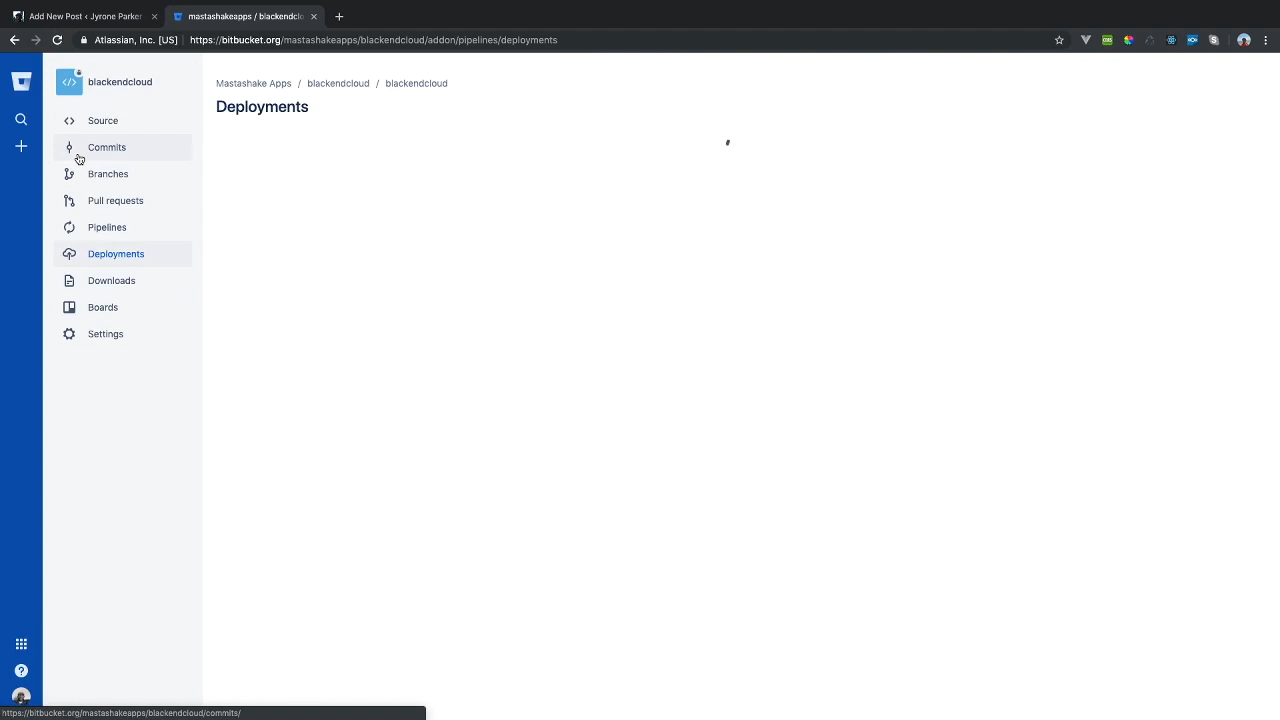 Add New Post ‹ Jyrone Parker
mastashakeapps / blackendclo
Atlassian, Inc. [US]
https://bitbucket.org/mastashakeapps/blackendcloud/addon/pipelines/deployments
blackendcloud
Source
Commits
Branches
Pull requests
Pipelines
Deployments
Downloads
Boards
Settings
Mastashake Apps / blackendcloud / blackendcloud
Deployments
https://bitbucket.org/mastashakeapps/blackendcloud/commits/